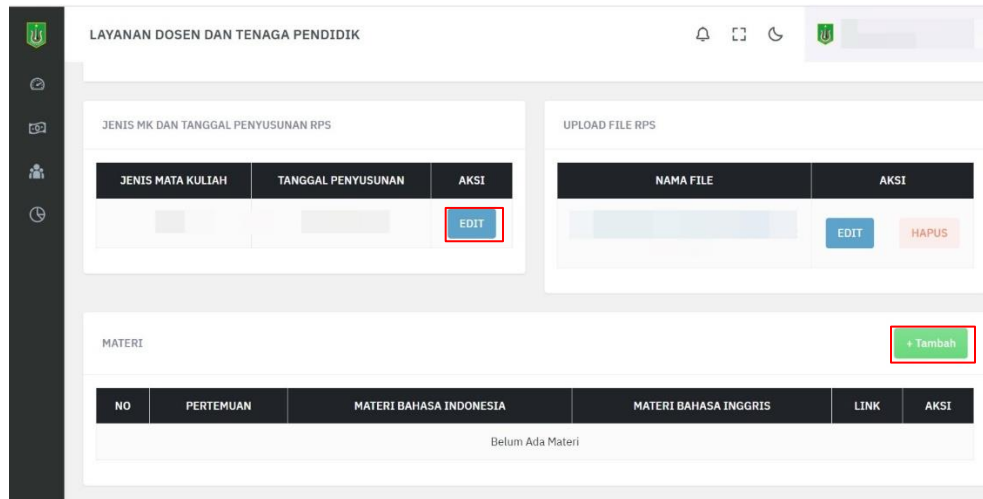 LAYANAN DOSEN DAN TENAGA PENDIDIK
JENIS MK DAN TANGGAL PENYUSUNAN RPS
JENIS MATA KULIAH TANGGAL PENYUSUNAN AKSI
EDIT
UPLOAD FILE RPS
NAMA FILE AKSI
EDIT HAPUS
MATERI
+ Tambah
NO PERTEMUAN MATERI BAHASA INDONESIA MATERI BAHASA INGGRIS LINK AKSI
Belum Ada Materi